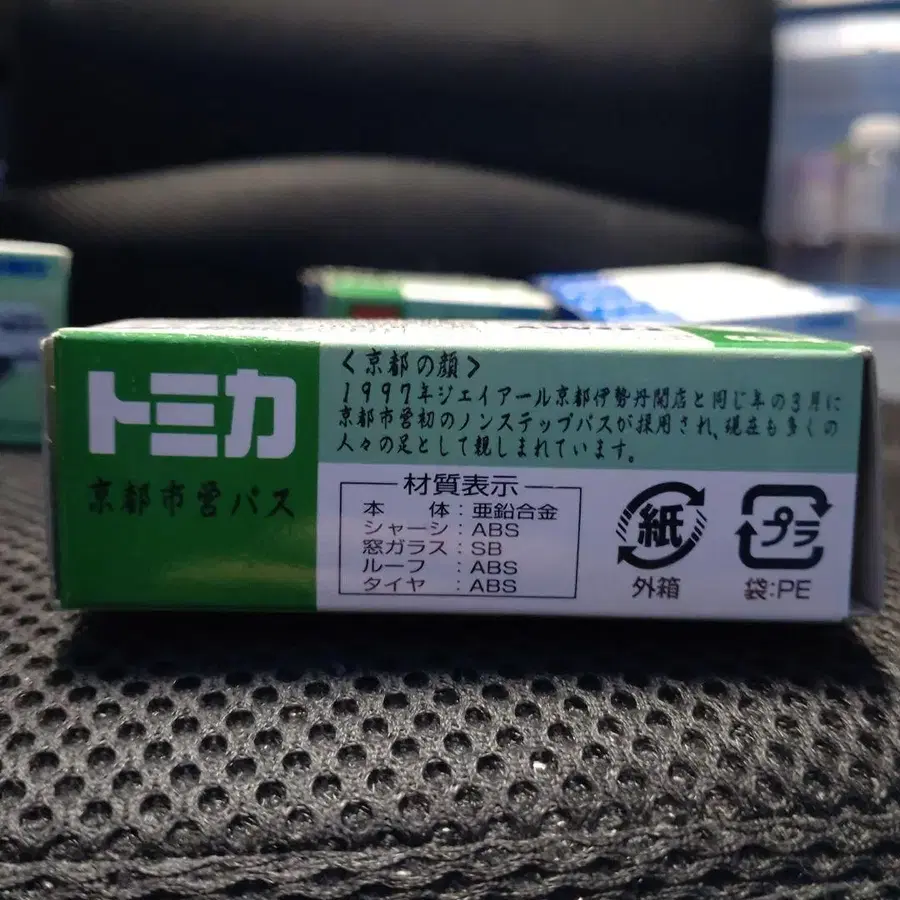 トミカ
京都市営バス
＜京都の顔＞
1997年ジェイアール京都伊勢丹開店と同じ年の3月に
京都市営初のノンステップバスが採用され、現在も多くの
人々の足として親しまれています。
材質表示
本　　体：亜鉛合金
シャーシ：ABS
窓ガラス：SB
ルーフ　：ABS
タイヤ　：ABS
紙
外箱
プラ
袋:PE